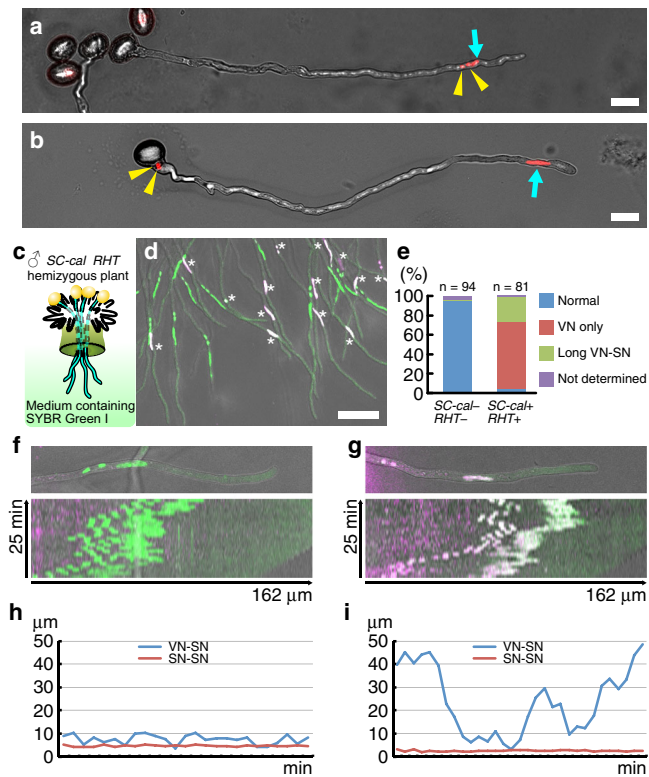 a
b
c
♂ SC-cal RHT
hemizygous plant
Medium containing
SYBR Green I
d
* * * * * * * * * * *
e
(%)
n = 94 n = 81
100
80
60
40
20
0
SC-cal–
RHT–
SC-cal+
RHT+
Normal
VN only
Long VN-SN
Not determined
f
25 min
162 µm
g
25 min
162 µm
h
µm
50
40
30
20
10
0
VN-SN
SN-SN
min
i
µm
50
40
30
20
10
0
VN-SN
SN-SN
min